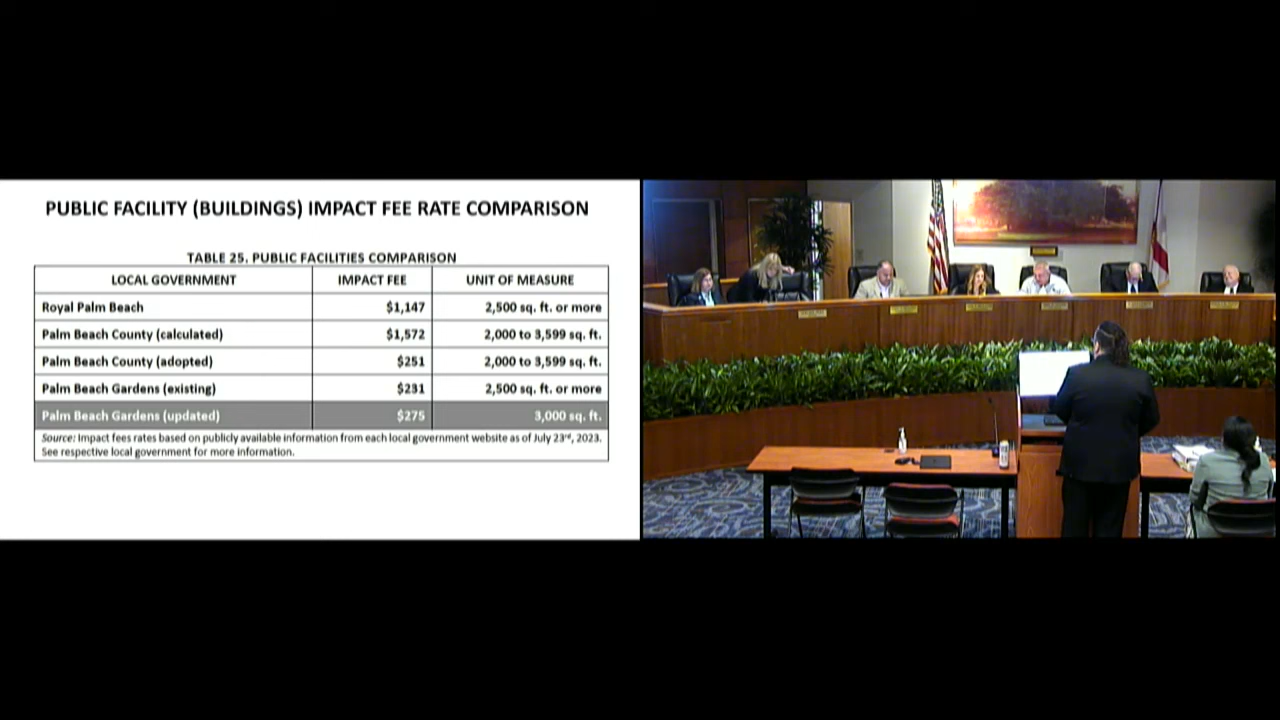 PUBLIC FACILITY (BUILDINGS) IMPACT FEE RATE COMPARISON
TABLE 25. PUBLIC FACILITIES COMPARISON
LOCAL GOVERNMENT IMPACT FEE UNIT OF MEASURE
Royal Palm Beach $1,147 2,500 sq. ft. or more
Palm Beach County (calculated) $1,572 2,000 to 3,599 sq. ft.
Palm Beach County (adopted) $251 2,000 to 3,599 sq. ft.
Palm Beach Gardens (existing) $231 2,500 sq. ft. or more
Palm Beach Gardens (updated) $275 3,000 sq. ft.
Source: Impact fees rates based on publicly available information from each local government website as of July 23rd, 2023.
See respective local government for more information.